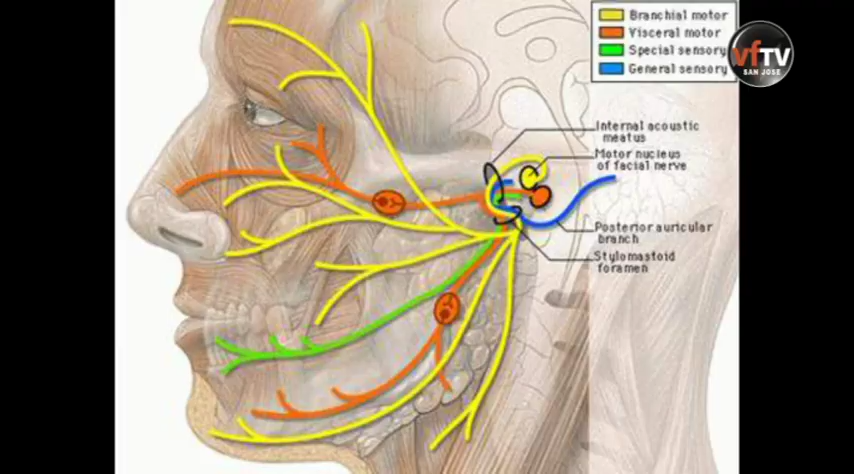 Branchial motor
Visceral motor
Special sensory
General sensory
vfTV
SAN JOSE
Internal acoustic
meatus
Motor nucleus
of facial nerve
Posterior auricular
branch
Stylomastoid
foramen